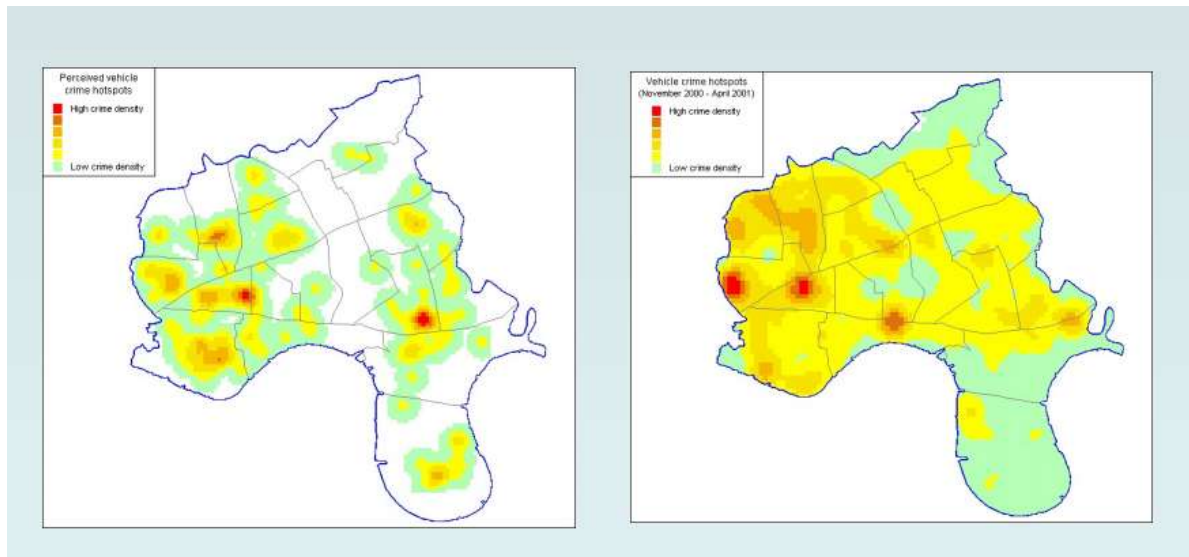 Perceived vehicle
crime hotspots
High crime density
Low crime density
Vehicle crime hotspots
(November 2000 - April 2001)
High crime density
Low crime density